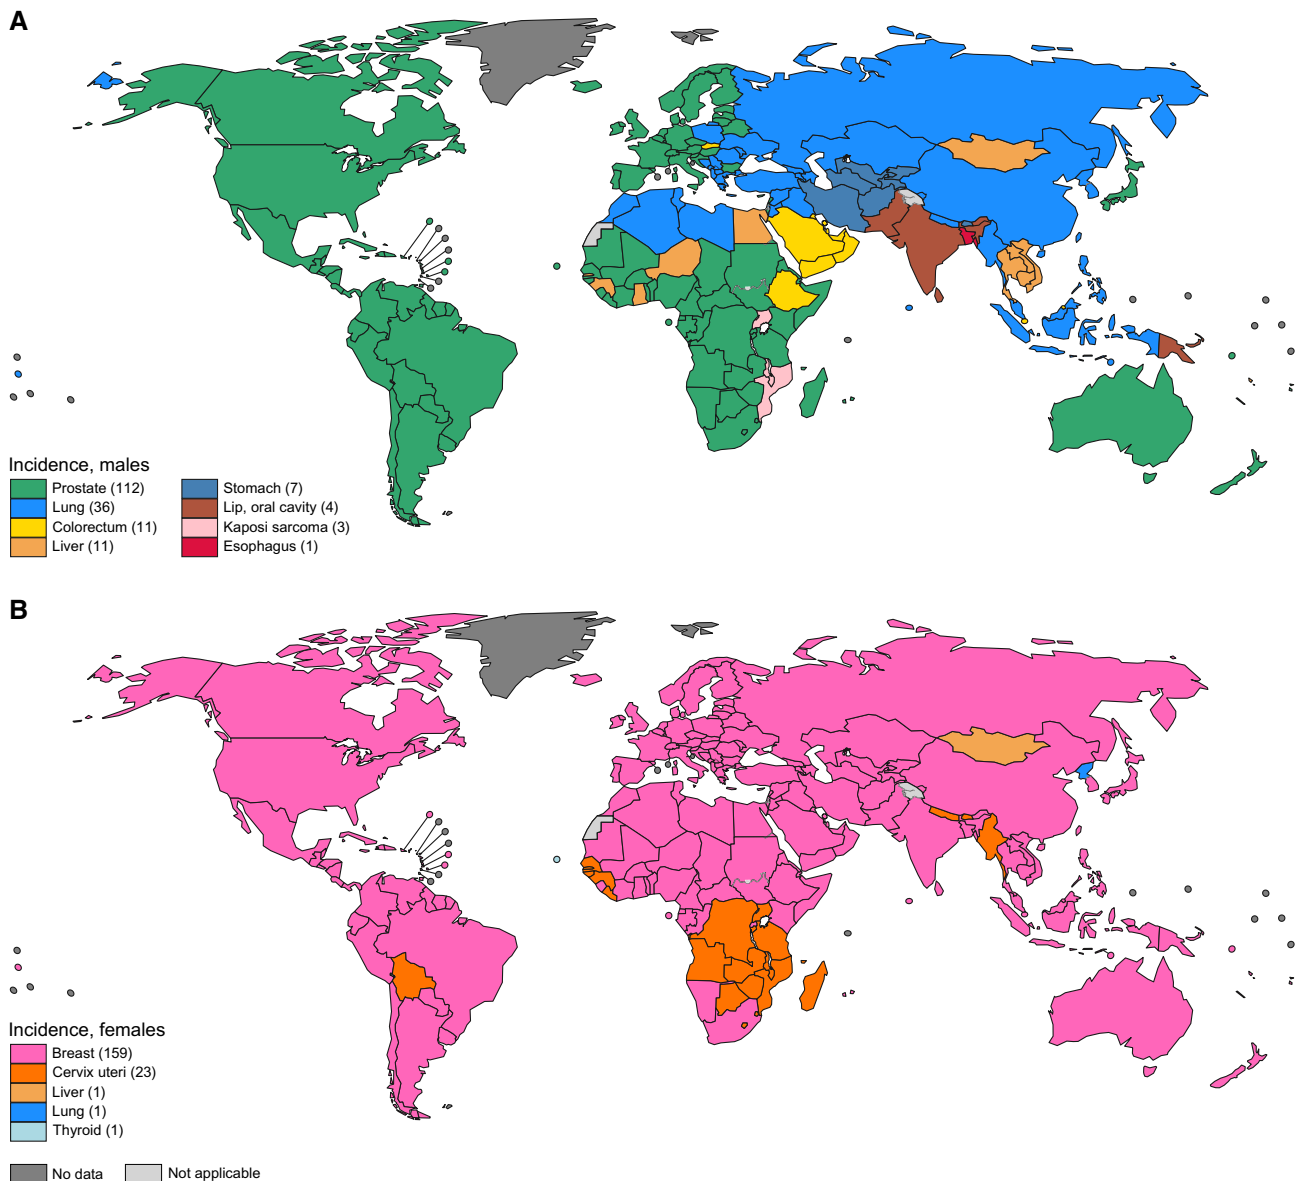 A
Incidence, males
Prostate (112)
Lung (36)
Colorectum (11)
Liver (11)
Stomach (7)
Lip, oral cavity (4)
Kaposi sarcoma (3)
Esophagus (1)
B
Incidence, females
Breast (159)
Cervix uteri (23)
Liver (1)
Lung (1)
Thyroid (1)
No data
Not applicable